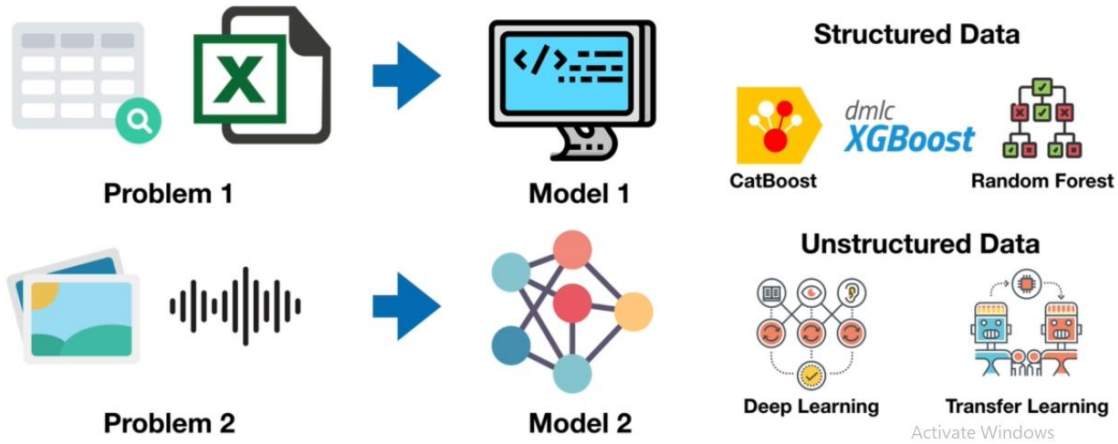 Structured Data
X
</>
dmlc
XGBoost
CatBoost
Random Forest
Problem 1
Model 1
Unstructured Data
Problem 2
Model 2
Deep Learning
Transfer Learning
Activate Windows